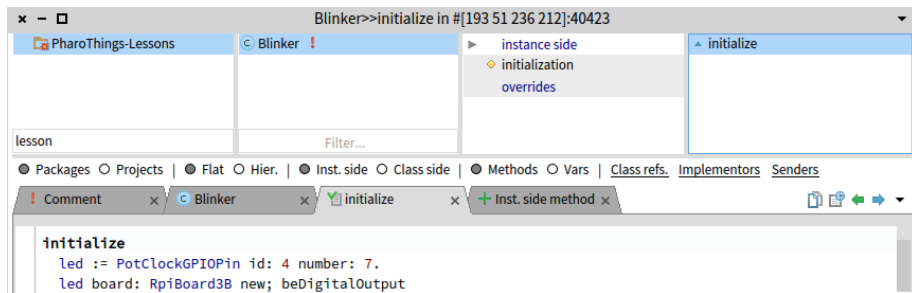 Blinker>>initialize in #[193 51 236 212]:40423
PharoThings-Lessons
C Blinker !
instance side
initialization
overrides
initialize
lesson
Filter...
Packages Projects | Flat Hier. | Inst. side Class side | Methods Vars | Class refs. Implementors Senders
! Comment
C Blinker
initialize
Inst. side method
initialize
led := PotClockGPIOPin id: 4 number: 7.
led board: RpiBoard3B new; beDigitalOutput